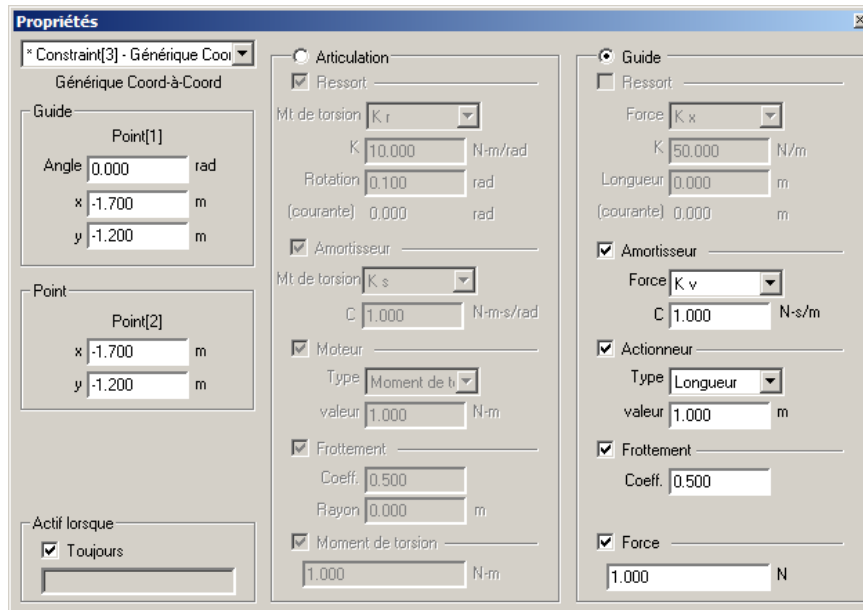 Propriétés
* Constraint[3] - Générique Cooı
Générique Coord-à-Coord
Guide
Point[1]
Angle 0.000 rad
x -1.700 m
y -1.200 m
Point
Point[2]
x -1.700 m
y -1.200 m
Actif lorsque
Toujours
Articulation
Ressort
Mt de torsion K r
K 10.000 N-m/rad
Rotation 0.100 rad
(courante) 0.000 rad
Amortisseur
Mt de torsion K s
C 1.000 N-m-s/rad
Moteur
Type Moment de t
valeur 1.000 N-m
Frottement
Coeff. 0.500
Rayon 0.000 m
Moment de torsion
1.000 N-m
Guide
Ressort
Force K x
K 50.000 N/m
Longueur 0.000 m
(courante) 0.000 m
Amortisseur
Force K v
C 1.000 N-s/m
Actionneur
Type Longueur
valeur 1.000 m
Frottement
Coeff. 0.500
Force
1.000 N